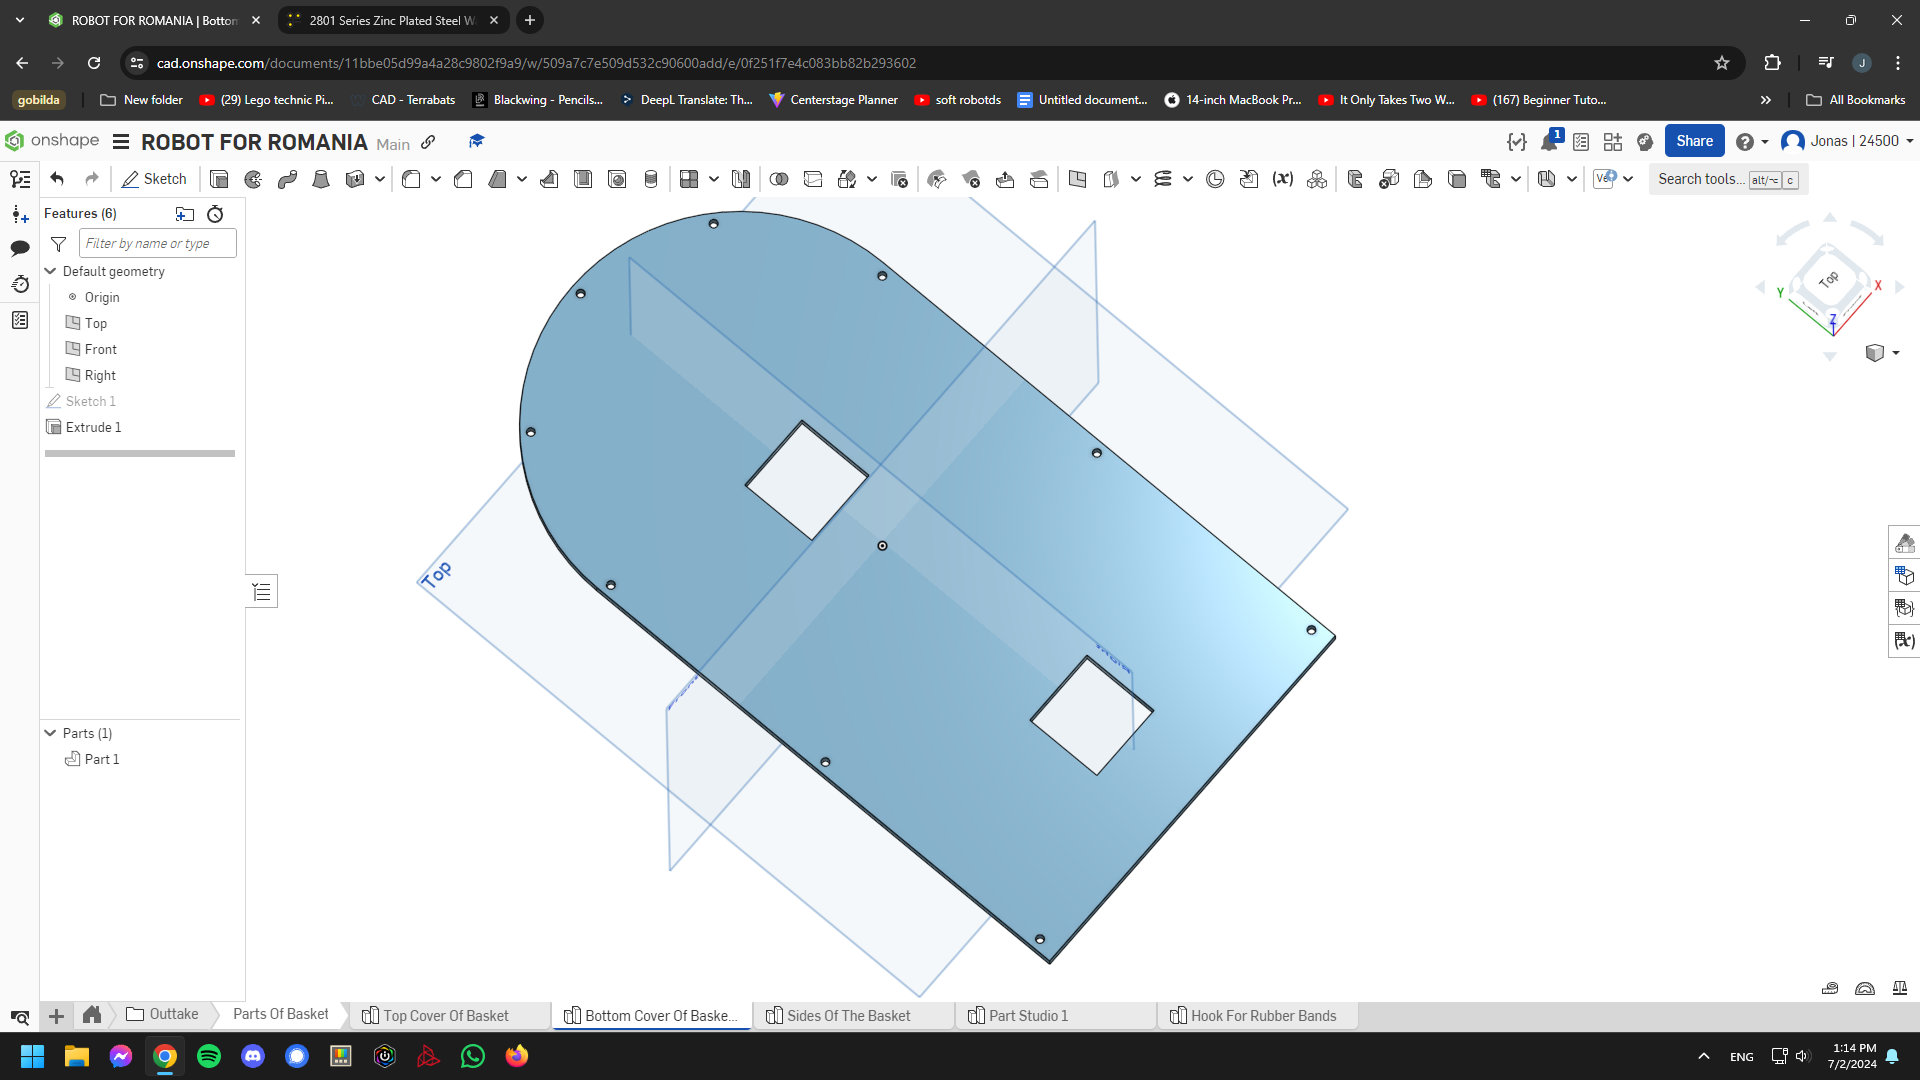 ROBOT FOR ROMANIA | Bottom
2801 Series Zinc Plated Steel W
cad.onshape.com/documents/11bbe05d99a4a28c9802f9a9/w/509a7c7e509d532c90600add/e/0f251f7e4c083bb82b293602
J
gobilda
New folder
(29) Lego technic Pi...
CAD - Terrabats
Blackwing - Pencils...
DeepL Translate: Th...
Centerstage Planner
soft robotds
Untitled document...
14-inch MacBook Pr...
It Only Takes Two W...
(167) Beginner Tuto...
All Bookmarks
onshape
ROBOT FOR ROMANIA
Main
1
Share
Jonas | 24500
Sketch
Search tools...
alt/⌥ c
Features (6)
Filter by name or type
Default geometry
Origin
Top
Front
Right
Sketch 1
Extrude 1
Parts (1)
Part 1
Top
Top
X
Y
Z
Outtake
Parts Of Basket
Top Cover Of Basket
Bottom Cover Of Baske...
Sides Of The Basket
Part Studio 1
Hook For Rubber Bands
ENG
1:14 PM
7/2/2024